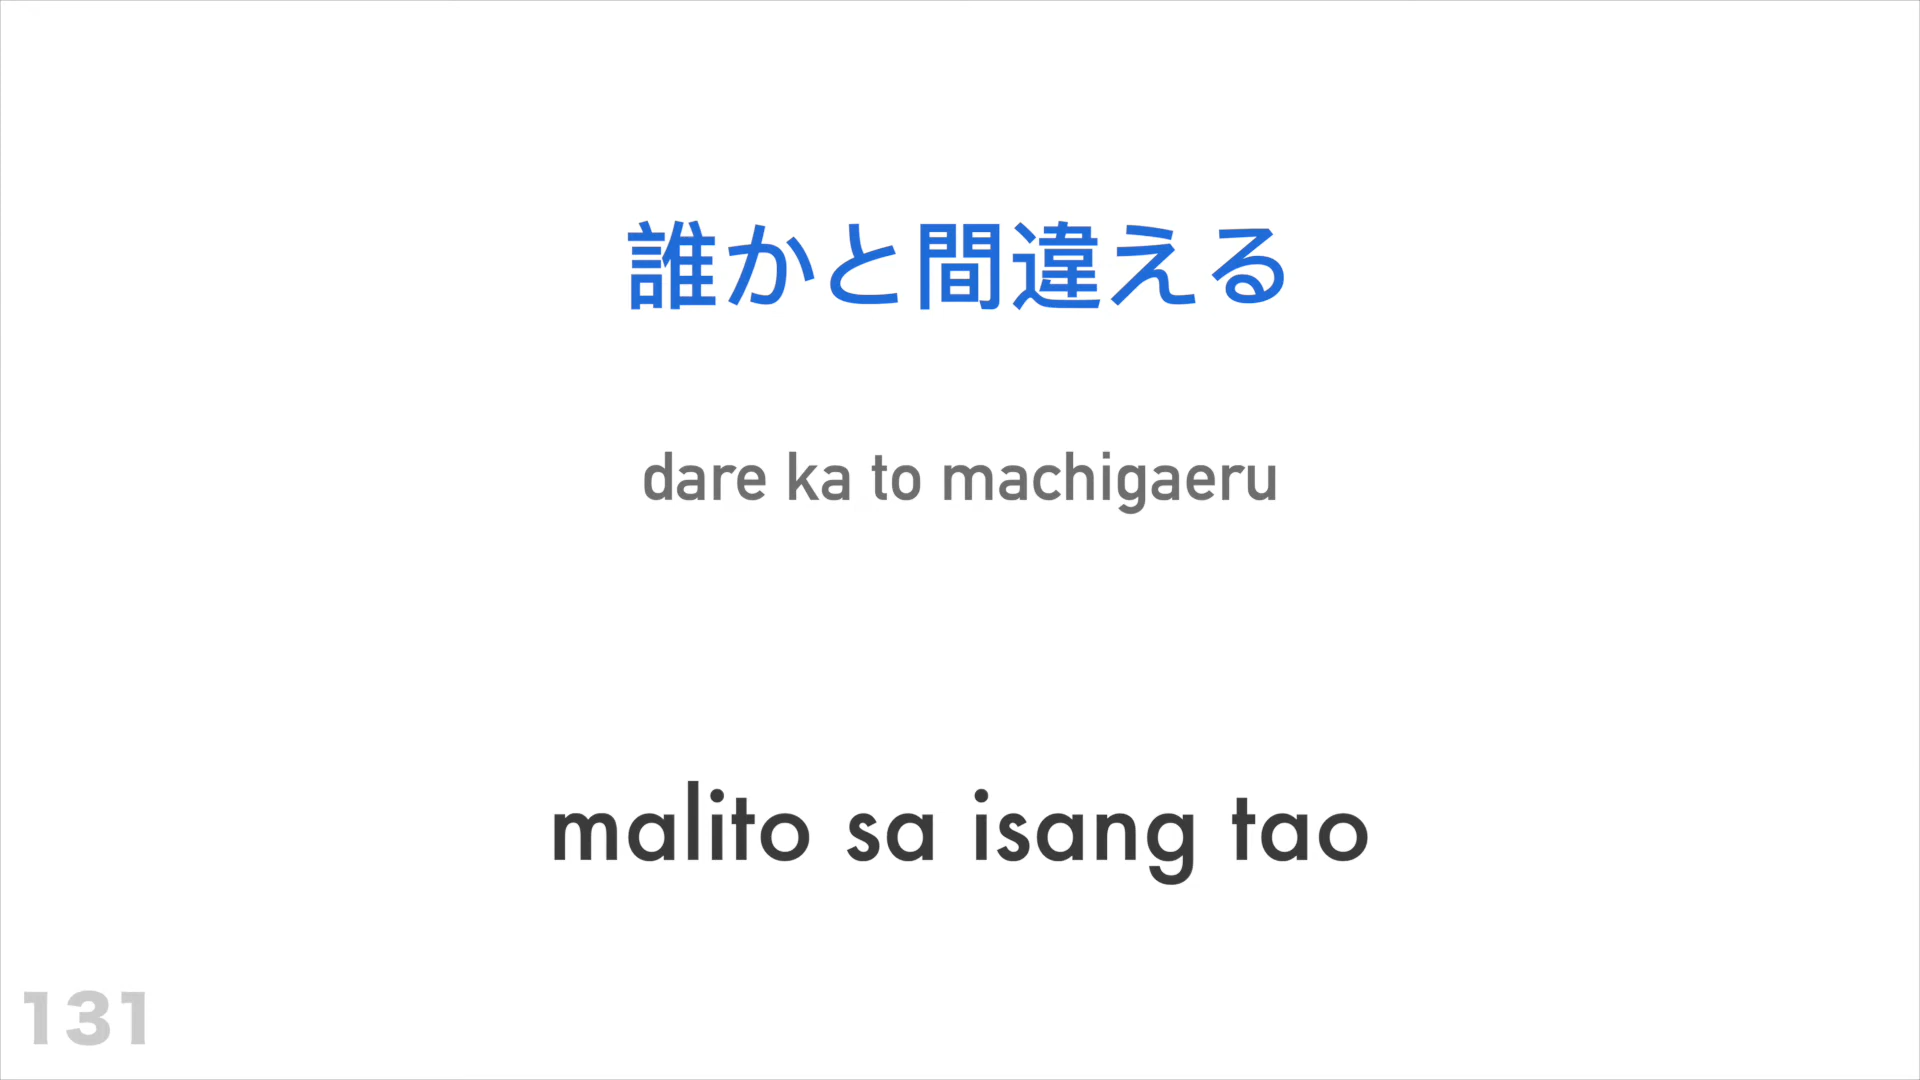 誰かと間違える
dare ka to machigaeru
malito sa isang tao
131